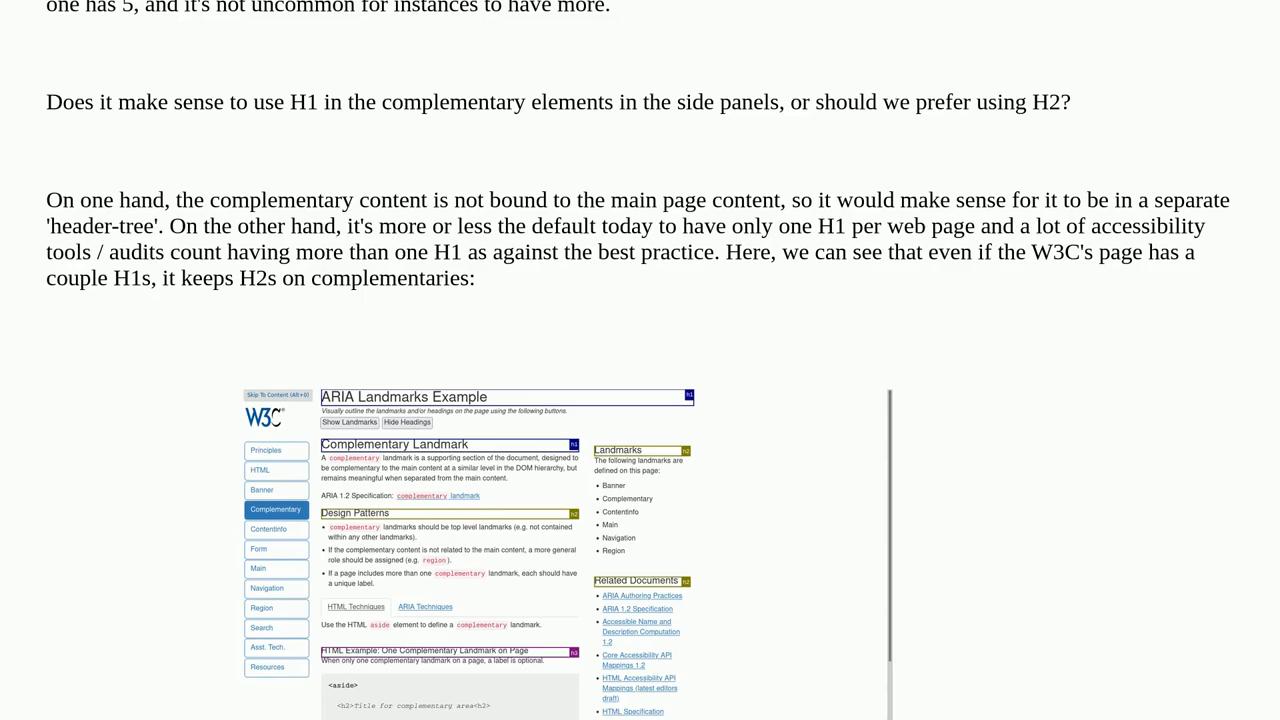 one has 5, and it's not uncommon for instances to have more.
Does it make sense to use H1 in the complementary elements in the side panels, or should we prefer using H2?
On one hand, the complementary content is not bound to the main page content, so it would make sense for it to be in a separate
'header-tree'. On the other hand, it's more or less the default today to have only one H1 per web page and a lot of accessibility
tools / audits count having more than one H1 as against the best practice. Here, we can see that even if the W3C's page has a
couple H1s, it keeps H2s on complementaries:
Skip To Content (Alt+0)
W3C®
Principles
HTML
Banner
Complementary
Contentinfo
Form
Main
Navigation
Region
Search
Asst. Tech.
Resources
ARIA Landmarks Example h1
Visually outline the landmarks and/or headings on the page using the following buttons.
Show Landmarks Hide Headings
Complementary Landmark h1
A complementary landmark is a supporting section of the document, designed to
be complementary to the main content at a similar level in the DOM hierarchy, but
remains meaningful when separated from the main content.
ARIA 1.2 Specification: complementary landmark
Design Patterns h2
• complementary landmarks should be top level landmarks (e.g. not contained
within any other landmarks).
• If the complementary content is not related to the main content, a more general
role should be assigned (e.g. region).
• If a page includes more than one complementary landmark, each should have
a unique label.
HTML Techniques ARIA Techniques
Use the HTML aside element to define a complementary landmark.
HTML Example: One Complementary Landmark on Page h3
When only one complementary landmark on a page, a label is optional.
<aside>
<h2>Title for complementary area<h2>
Landmarks h2
The following landmarks are
defined on this page:
• Banner
• Complementary
• Contentinfo
• Main
• Navigation
• Region
Related Documents h2
• ARIA Authoring Practices
• ARIA 1.2 Specification
• Accessible Name and
Description Computation
1.2
• Core Accessibility API
Mappings 1.2
• HTML Accessibility API
Mappings (latest editors
draft)
• HTML Specification